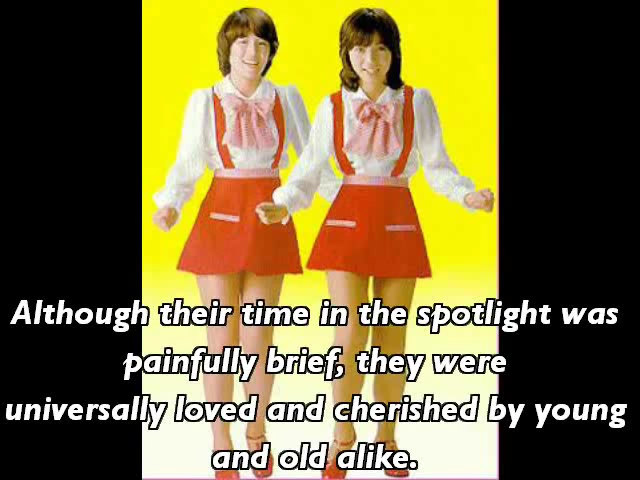 Although their time in the spotlight was
painfully brief, they were
universally loved and cherished by young
and old alike.